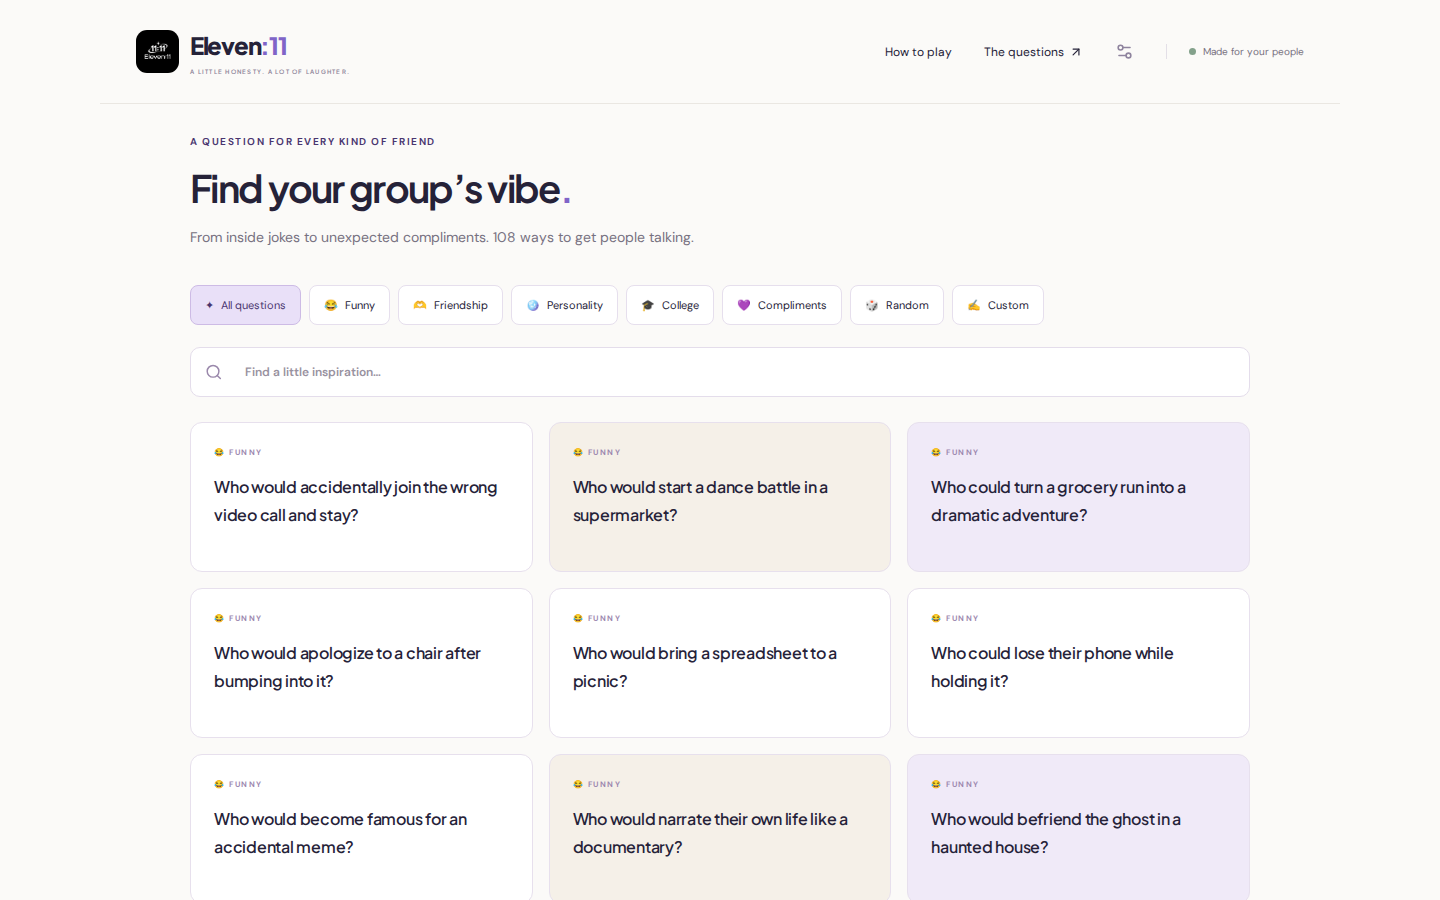 11:11
Eleven:11
Eleven:11
A LITTLE HONESTY. A LOT OF LAUGHTER.
How to play
The questions ↗
Made for your people
A QUESTION FOR EVERY KIND OF FRIEND
Find your group’s vibe.
From inside jokes to unexpected compliments. 108 ways to get people talking.
✦ All questions
😂 Funny
🫶 Friendship
🪩 Personality
🎓 College
💜 Compliments
🎲 Random
✍️ Custom
Find a little inspiration...
😂 FUNNY
Who would accidentally join the wrong
video call and stay?
😂 FUNNY
Who would start a dance battle in a
supermarket?
😂 FUNNY
Who could turn a grocery run into a
dramatic adventure?
😂 FUNNY
Who would apologize to a chair after
bumping into it?
😂 FUNNY
Who would bring a spreadsheet to a
picnic?
😂 FUNNY
Who could lose their phone while
holding it?
😂 FUNNY
Who would become famous for an
accidental meme?
😂 FUNNY
Who would narrate their own life like a
documentary?
😂 FUNNY
Who would befriend the ghost in a
haunted house?